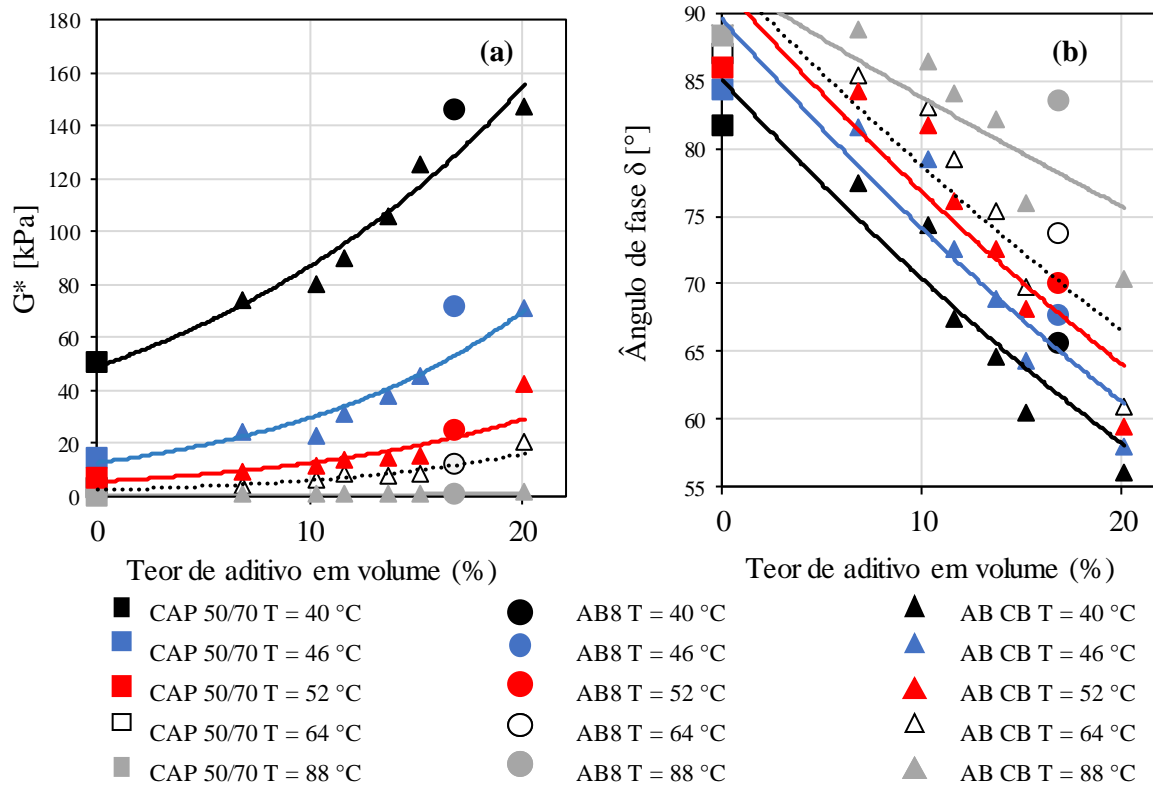 (a)
G* [kPa]
180
160
140
120
100
80
60
40
20
0
0 10 20
Teor de aditivo em volume (%)
(b)
Ângulo de fase δ [°]
90
85
80
75
70
65
60
55
0 10 20
Teor de aditivo em volume (%)
CAP 50/70 T = 40 °C AB8 T = 40 °C AB CB T = 40 °C
CAP 50/70 T = 46 °C AB8 T = 46 °C AB CB T = 46 °C
CAP 50/70 T = 52 °C AB8 T = 52 °C AB CB T = 52 °C
CAP 50/70 T = 64 °C AB8 T = 64 °C AB CB T = 64 °C
CAP 50/70 T = 88 °C AB8 T = 88 °C AB CB T = 88 °C